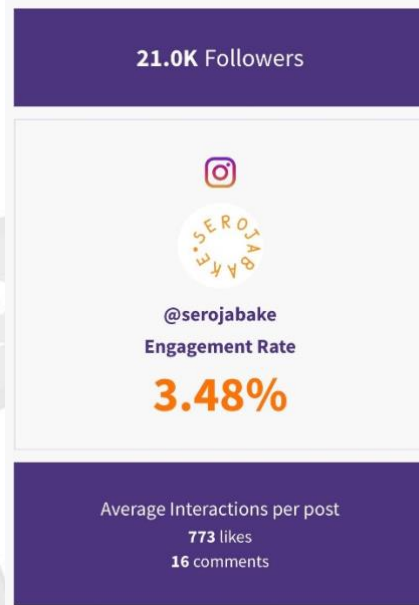 21.0K Followers
SEROJABAKE
@serojabake
Engagement Rate
3.48%
Average Interactions per post
773 likes
16 comments